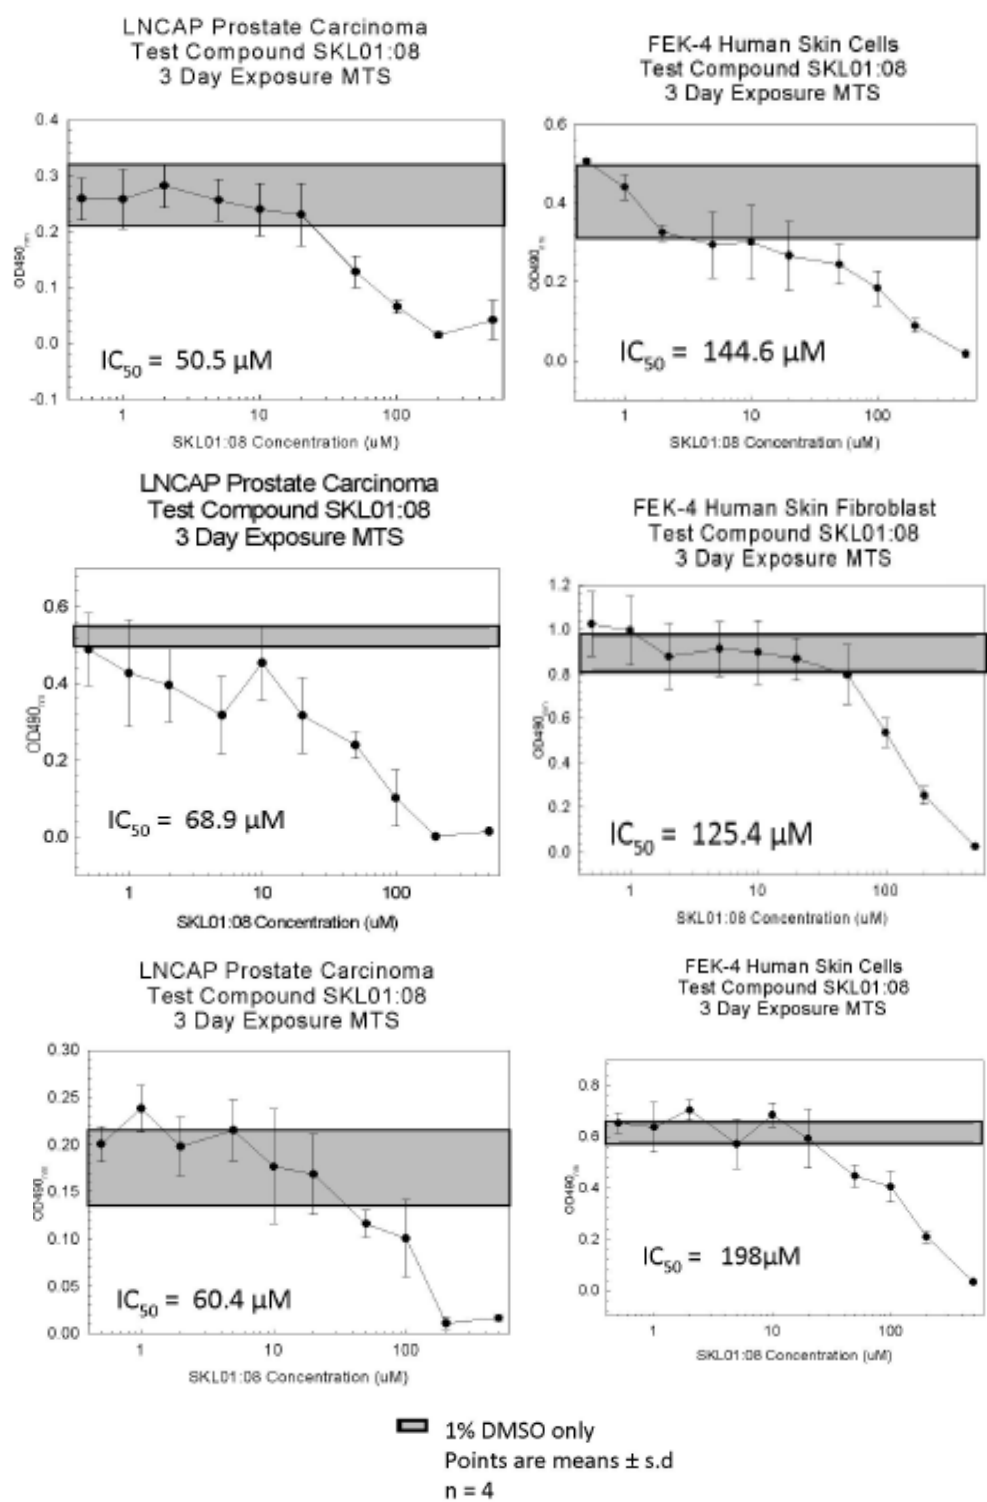 LNCAP Prostate Carcinoma
Test Compound SKL01:08
3 Day Exposure MTS
0.4
0.3
0.2
0.1
0.0
-0.1
OD490nm
IC50 = 50.5 µM
1
10
100
SKL01:08 Concentration (uM)
FEK-4 Human Skin Cells
Test Compound SKL01:08
3 Day Exposure MTS
0.6
0.4
0.2
0.0
OD490nm
IC50 = 144.6 µM
1
10
100
SKL01:08 Concentration (uM)
LNCAP Prostate Carcinoma
Test Compound SKL01:08
3 Day Exposure MTS
0.6
0.4
0.2
0.0
OD490nm
IC50 = 68.9 µM
1
10
100
SKL01:08 Concentration (uM)
FEK-4 Human Skin Fibroblast
Test Compound SKL01:08
3 Day Exposure MTS
1.2
1.0
0.8
0.6
0.4
0.2
0.0
OD490nm
IC50 = 125.4 µM
1
10
100
SKL01:08 Concentration (uM)
LNCAP Prostate Carcinoma
Test Compound SKL01:08
3 Day Exposure MTS
0.30
0.25
0.20
0.15
0.10
0.05
0.00
OD490nm
IC50 = 60.4 µM
1
10
100
SKL01:08 Concentration (uM)
FEK-4 Human Skin Cells
Test Compound SKL01:08
3 Day Exposure MTS
0.8
0.6
0.4
0.2
0.0
OD490nm
IC50 = 198µM
1
10
100
SKL01:08 Concentration (uM)
1% DMSO only
Points are means ± s.d
n = 4